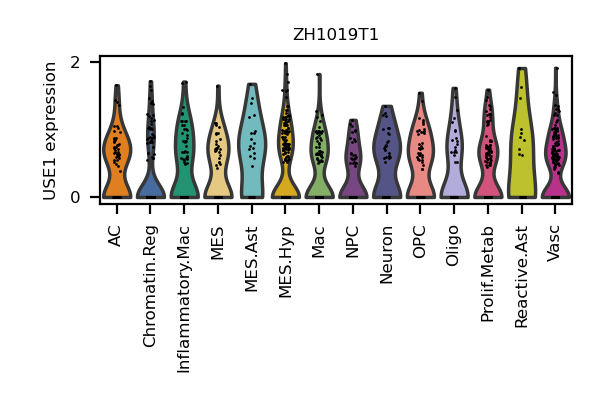 ZH1019T1
USE1 expression
2
0
AC
Chromatin.Reg
Inflammatory.Mac
MES
MES.Ast
MES.Hyp
Mac
NPC
Neuron
OPC
Oligo
Prolif.Metab
Reactive.Ast
Vasc